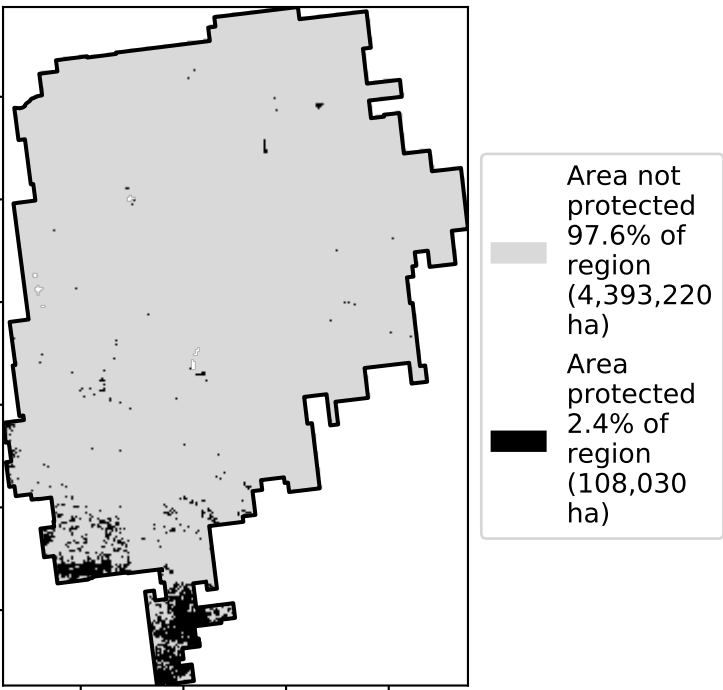 Area not
protected
97.6% of
region
(4,393,220
ha)
Area
protected
2.4% of
region
(108,030
ha)